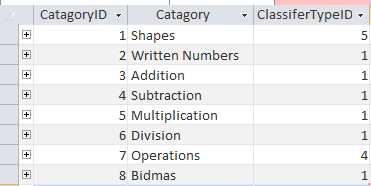 CatagoryID Catagory ClassiferTypeID
1 Shapes 5
2 Written Numbers 1
3 Addition 1
4 Subtraction 1
5 Multiplication 1
6 Division 1
7 Operations 4
8 Bidmas 1